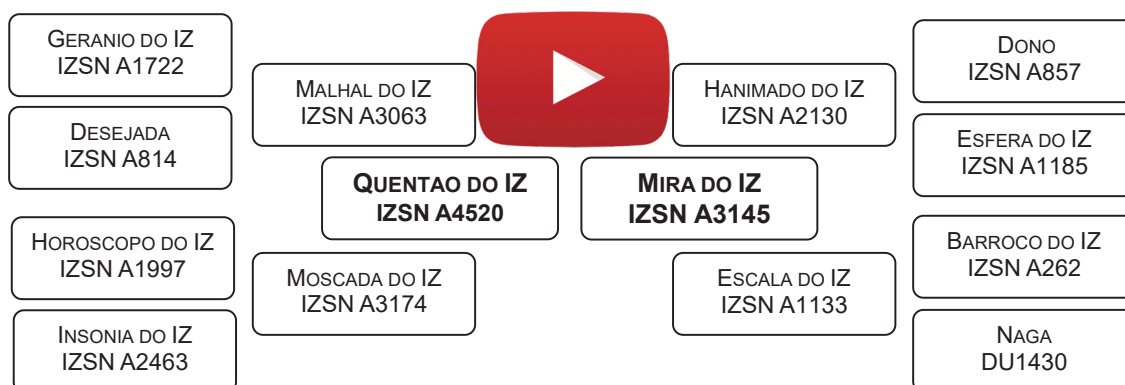 GERANIO DO IZ
IZSN A1722
DESEJADA
IZSN A814
HOROSCOPO DO IZ
IZSN A1997
INSONIA DO IZ
IZSN A2463
MALHAL DO IZ
IZSN A3063
MOSCADA DO IZ
IZSN A3174
QUENTAO DO IZ
IZSN A4520
MIRA DO IZ
IZSN A3145
HANIMADO DO IZ
IZSN A2130
ESCALA DO IZ
IZSN A1133
DONO
IZSN A857
ESFERA DO IZ
IZSN A1185
BARROCO DO IZ
IZSN A262
NAGA
DU1430